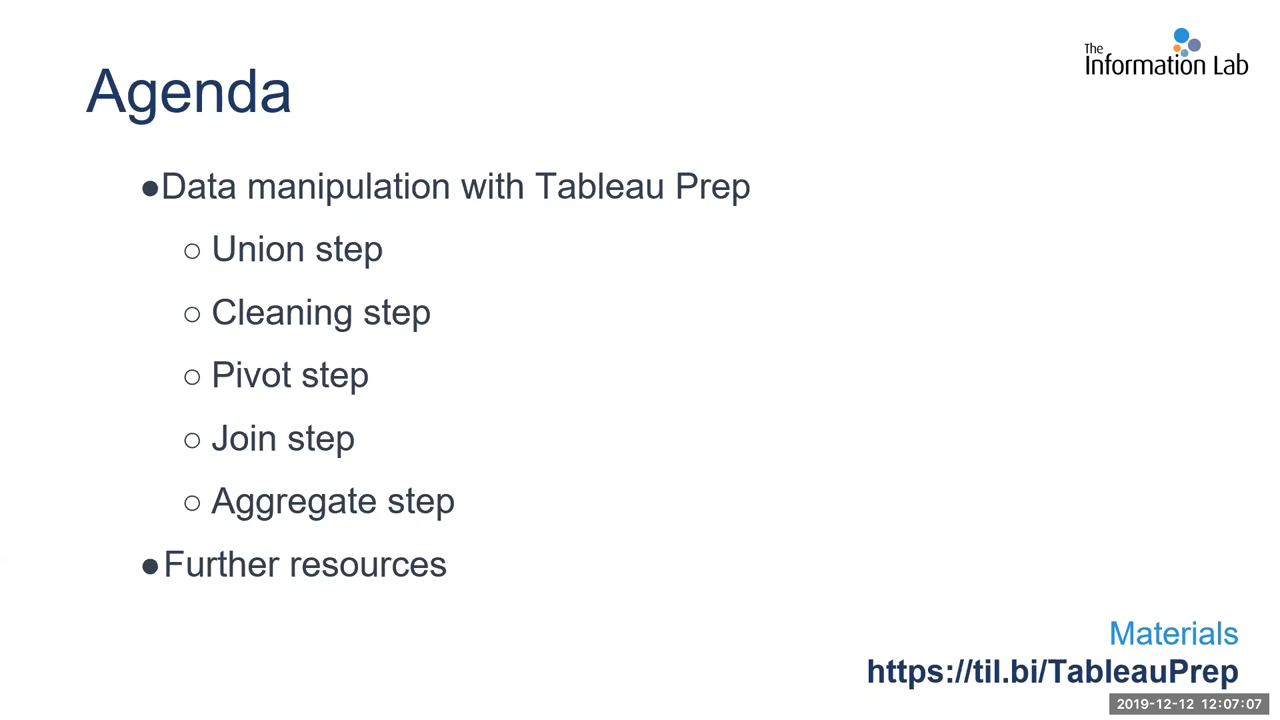 The
Information Lab
Agenda
●Data manipulation with Tableau Prep
○ Union step
○ Cleaning step
○ Pivot step
○ Join step
○ Aggregate step
●Further resources
Materials
https://til.bi/TableauPrep
2019-12-12 12:07:07